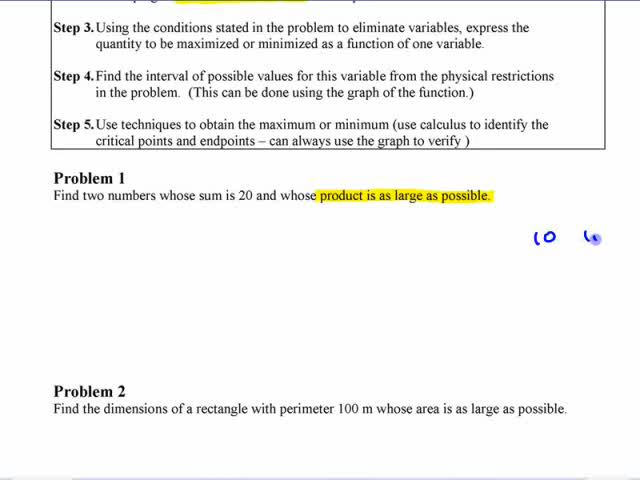 Step 3. Using the conditions stated in the problem to eliminate variables, express the
quantity to be maximized or minimized as a function of one variable.
Step 4. Find the interval of possible values for this variable from the physical restrictions
in the problem. (This can be done using the graph of the function.)
Step 5. Use techniques to obtain the maximum or minimum (use calculus to identify the
critical points and endpoints – can always use the graph to verify )
Problem 1
Find two numbers whose sum is 20 and whose product is as large as possible.
10
Problem 2
Find the dimensions of a rectangle with perimeter 100 m whose area is as large as possible.